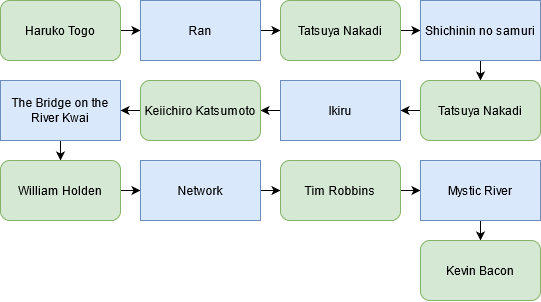 Haruko Togo
Ran
Tatsuya Nakadi
Shichinin no samuri
The Bridge on the
River Kwai
Keiichiro Katsumoto
Ikiru
Tatsuya Nakadi
William Holden
Network
Tim Robbins
Mystic River
Kevin Bacon